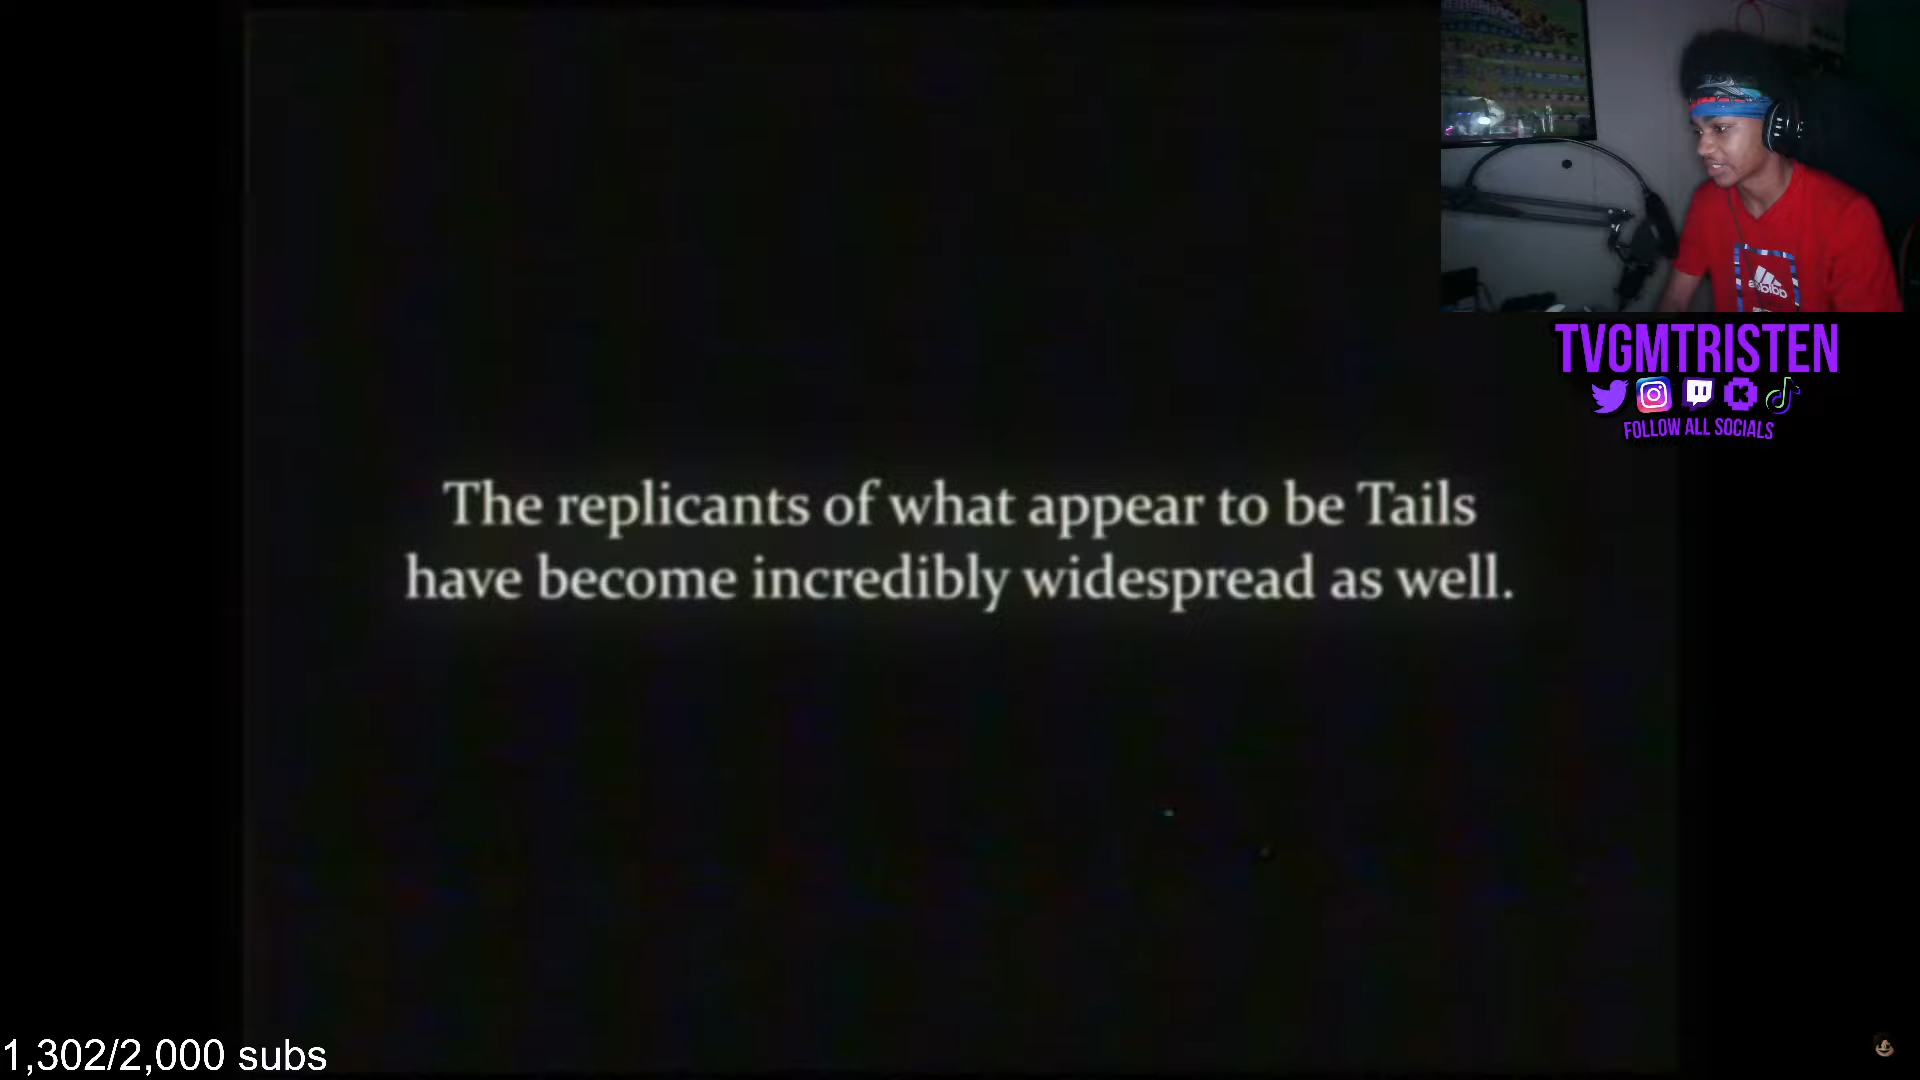 The replicants of what appear to be Tails
have become incredibly widespread as well.
TVGMTRISTEN
FOLLOW ALL SOCIALS
1,302/2,000 subs
adidas